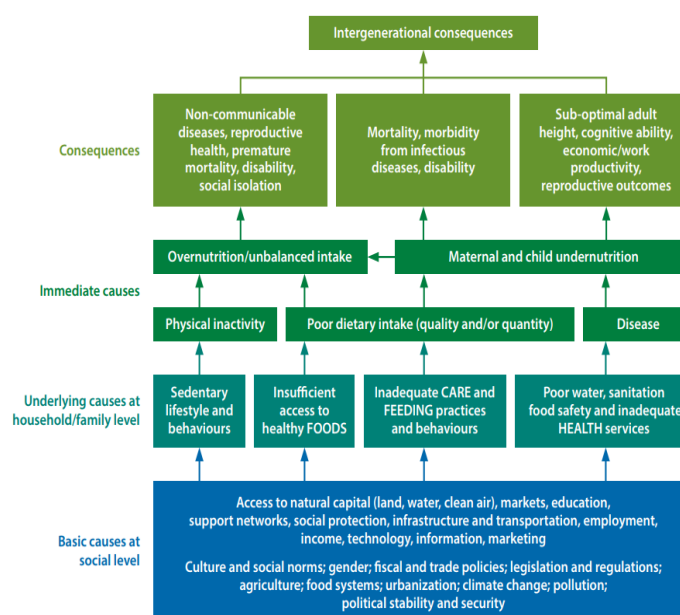 Intergenerational consequences
Consequences
Non-communicable
diseases, reproductive
health, premature
mortality, disability,
social isolation
Mortality, morbidity
from infectious
diseases, disability
Sub-optimal adult
height, cognitive ability,
economic/work
productivity,
reproductive outcomes
Immediate causes
Overnutrition/unbalanced intake
Maternal and child undernutrition
Physical inactivity
Poor dietary intake (quality and/or quantity)
Disease
Underlying causes at
household/family level
Sedentary
lifestyle and
behaviours
Insufficient
access to
healthy FOODS
Inadequate CARE and
FEEDING practices
and behaviours
Poor water, sanitation
food safety and inadequate
HEALTH services
Basic causes at
social level
Access to natural capital (land, water, clean air), markets, education,
support networks, social protection, infrastructure and transportation, employment,
income, technology, information, marketing
Culture and social norms; gender; fiscal and trade policies; legislation and regulations;
agriculture; food systems; urbanization; climate change; pollution;
political stability and security